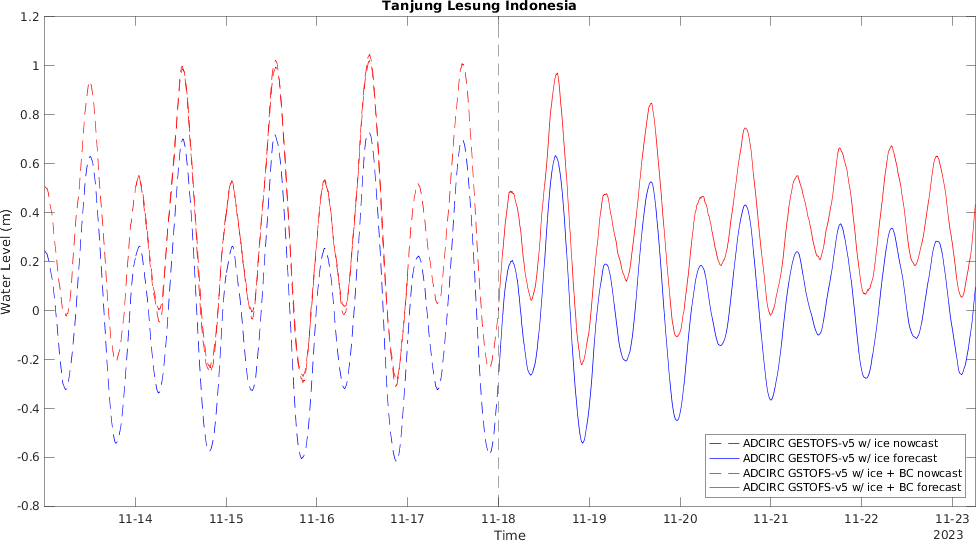 Tanjung Lesung Indonesia
1.2
1
0.8
0.6
0.4
0.2
0
-0.2
-0.4
-0.6
-0.8
Water Level (m)
ADCIRC GESTOFS-v5 w/ ice nowcast
ADCIRC GESTOFS-v5 w/ ice forecast
ADCIRC GSTOFS-v5 w/ ice + BC nowcast
ADCIRC GSTOFS-v5 w/ ice + BC forecast
11-14 11-15 11-16 11-17 11-18 11-19 11-20 11-21 11-22 11-23
Time 2023